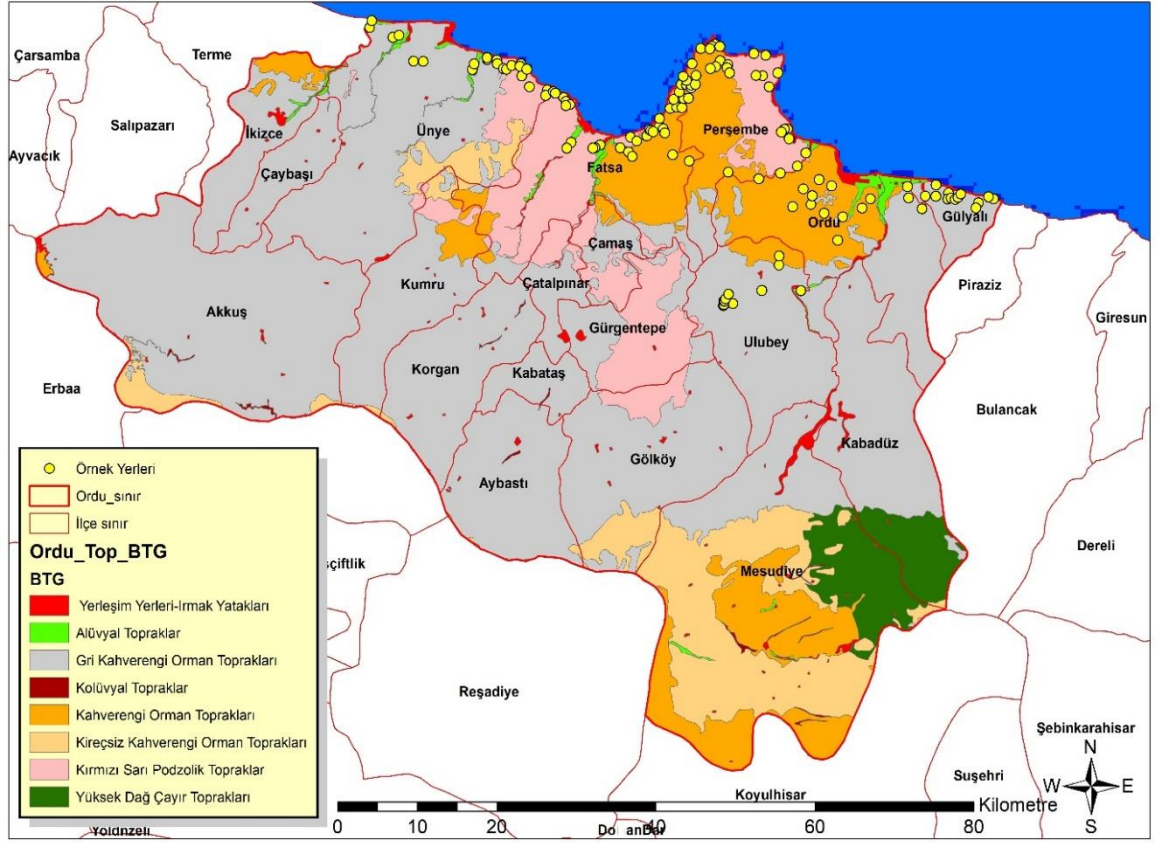 Çarşamba
Terme
Salıpazarı
Ayvacık
İkizce
Ünye
Çaybaşı
Fatsa
Perşembe
Ordu
Gülyalı
Çamaş
Çatalpınar
Kumru
Akkuş
Gürgentepe
Ulubey
Piraziz
Giresun
Korgan
Kabataş
Erbaa
Bulancak
Kabadüz
Gölköy
Aybastı
Dereli
Mesudiye
şçiftlik
Reşadiye
Şebinkarahisar
Suşehri
Koyulhisar
Örnek Yerleri
Ordu_sınır
İlçe sınır
Ordu_Top_BTG
BTG
Yerleşim Yerleri-Irmak Yatakları
Alüvyal Topraklar
Gri Kahverengi Orman Toprakları
Kolüvyal Topraklar
Kahverengi Orman Toprakları
Kireçsiz Kahverengi Orman Toprakları
Kırmızı Sarı Podzolik Topraklar
Yüksek Dağ Çayır Toprakları
N
W E
S
Kilometre
0 10 20 40 60 80